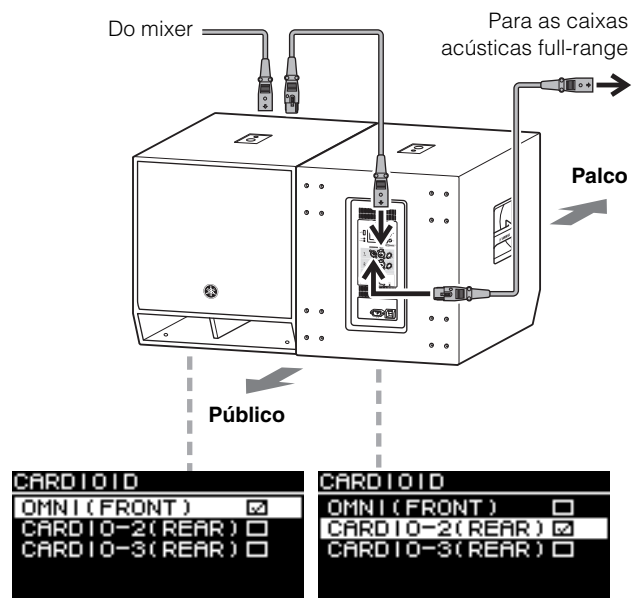 Do mixer
Para as caixas
acústicas full-range
Palco
Público
CARDIOID
OMNI(FRONT)
CARDIO-2(REAR)
CARDIO-3(REAR)
CARDIOID
OMNI(FRONT)
CARDIO-2(REAR)
CARDIO-3(REAR)